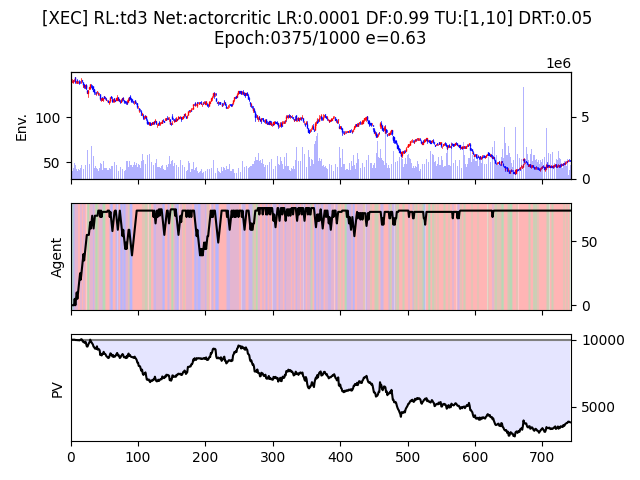 [XEC] RL:td3 Net:actorcritic LR:0.0001 DF:0.99 TU:[1,10] DRT:0.05
Epoch:0375/1000 e=0.63
1e6
Env.
100
50
5
0
Agent
50
0
PV
10000
5000
0 100 200 300 400 500 600 700